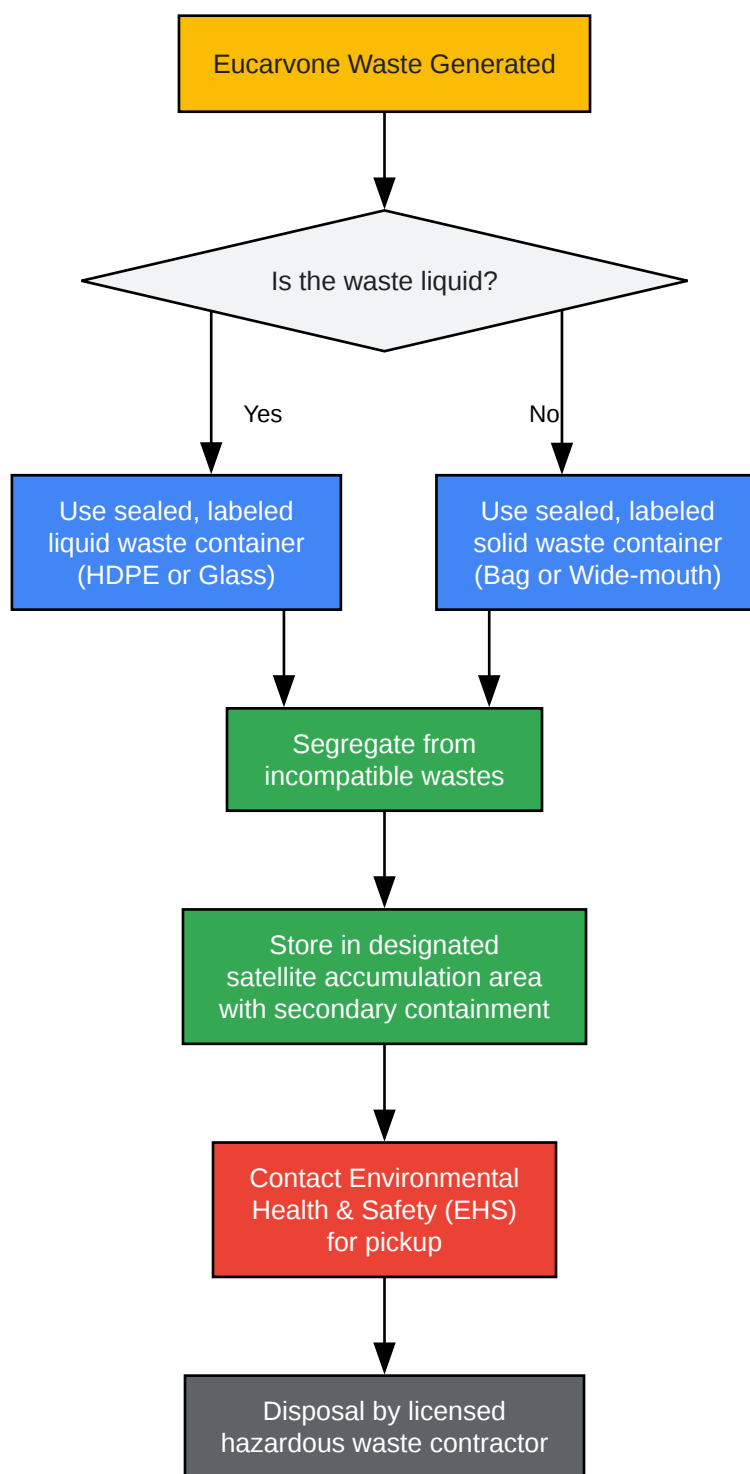 Eucarvone Waste Generated
Is the waste liquid?
Yes
No
Use sealed, labeled
liquid waste container
(HDPE or Glass)
Use sealed, labeled
solid waste container
(Bag or Wide-mouth)
Segregate from
incompatible wastes
Store in designated
satellite accumulation area
with secondary containment
Contact Environmental
Health & Safety (EHS)
for pickup
Disposal by licensed
hazardous waste contractor